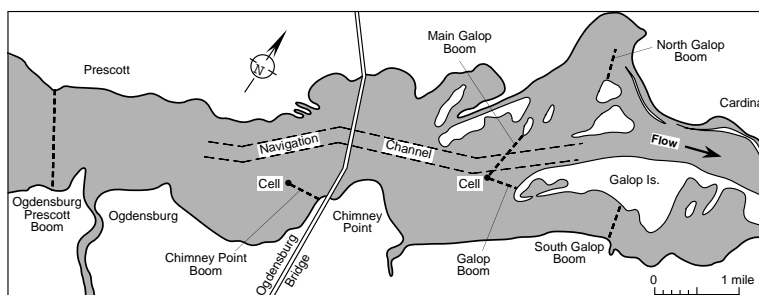 Main Galop
Boom
North Galop
Boom
Prescott
N
Cardina
Navigation
Channel
Flow
Cell
Cell
Galop Is.
Ogdensburg
Prescott
Boom
Ogdensburg
Chimney
Point
Chimney Point
Boom
Ogdensburg
Bridge
Galop
Boom
South Galop
Boom
0 1 mile